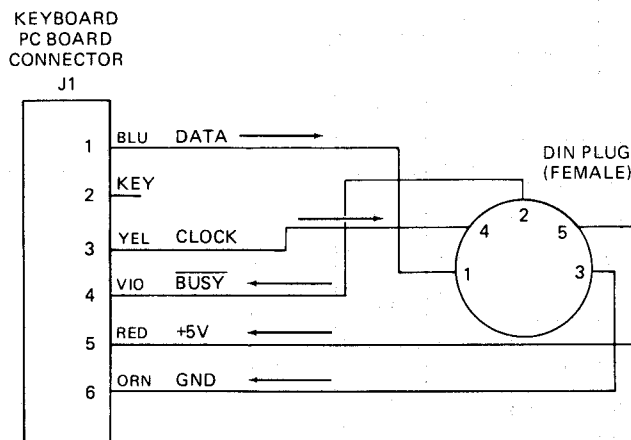 KEYBOARD
PC BOARD
CONNECTOR
J1
1 BLU DATA
2 KEY
3 YEL CLOCK
4 VIO BUSY
5 RED +5V
6 ORN GND
DIN PLUG
(FEMALE)
2
4 5
1 3